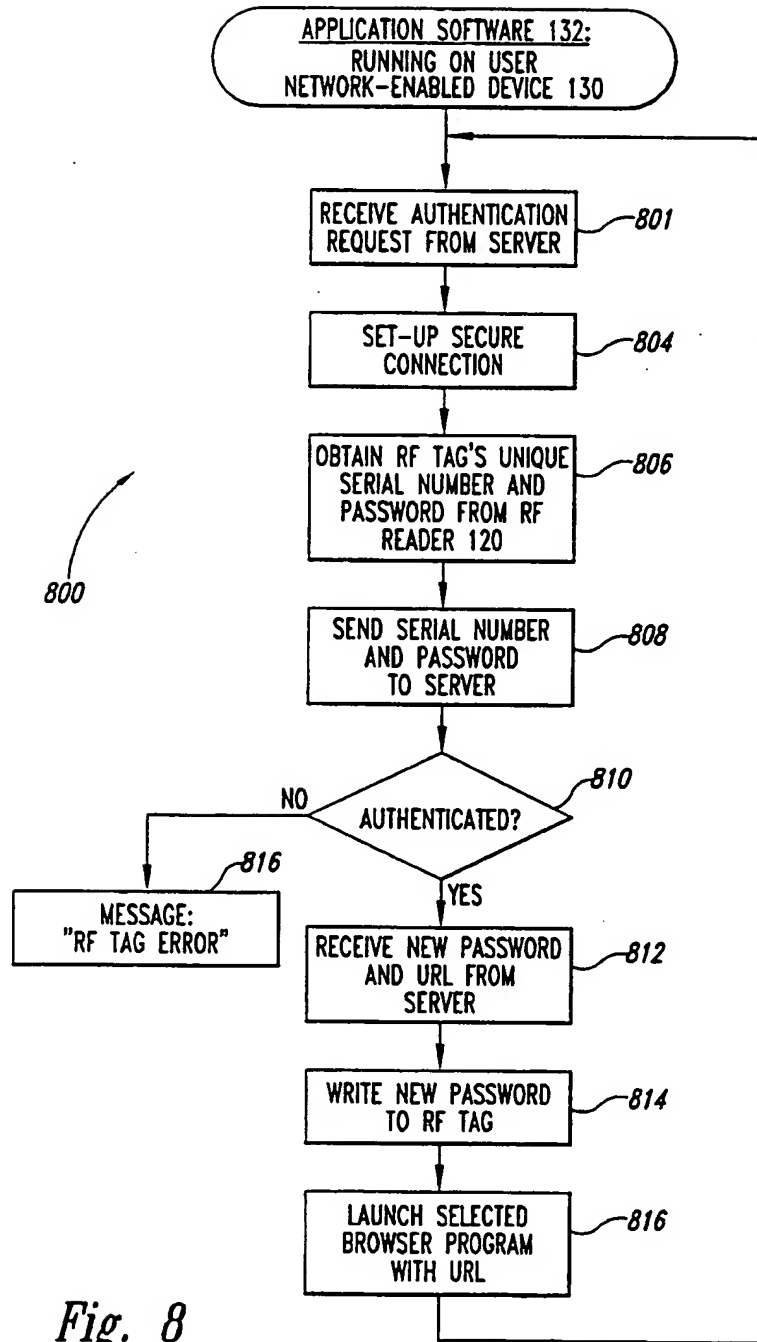 APPLICATION SOFTWARE 132:
RUNNING ON USER
NETWORK-ENABLED DEVICE 130
RECEIVE AUTHENTICATION
REQUEST FROM SERVER
801
SET-UP SECURE
CONNECTION
804
OBTAIN RF TAG'S UNIQUE
SERIAL NUMBER AND
PASSWORD FROM RF
READER 120
806
800
SEND SERIAL NUMBER
AND PASSWORD
TO SERVER
808
AUTHENTICATED?
810
NO
816
MESSAGE:
"RF TAG ERROR"
YES
RECEIVE NEW PASSWORD
AND URL FROM
SERVER
812
WRITE NEW PASSWORD
TO RF TAG
814
LAUNCH SELECTED
BROWSER PROGRAM
WITH URL
816
Fig. 8